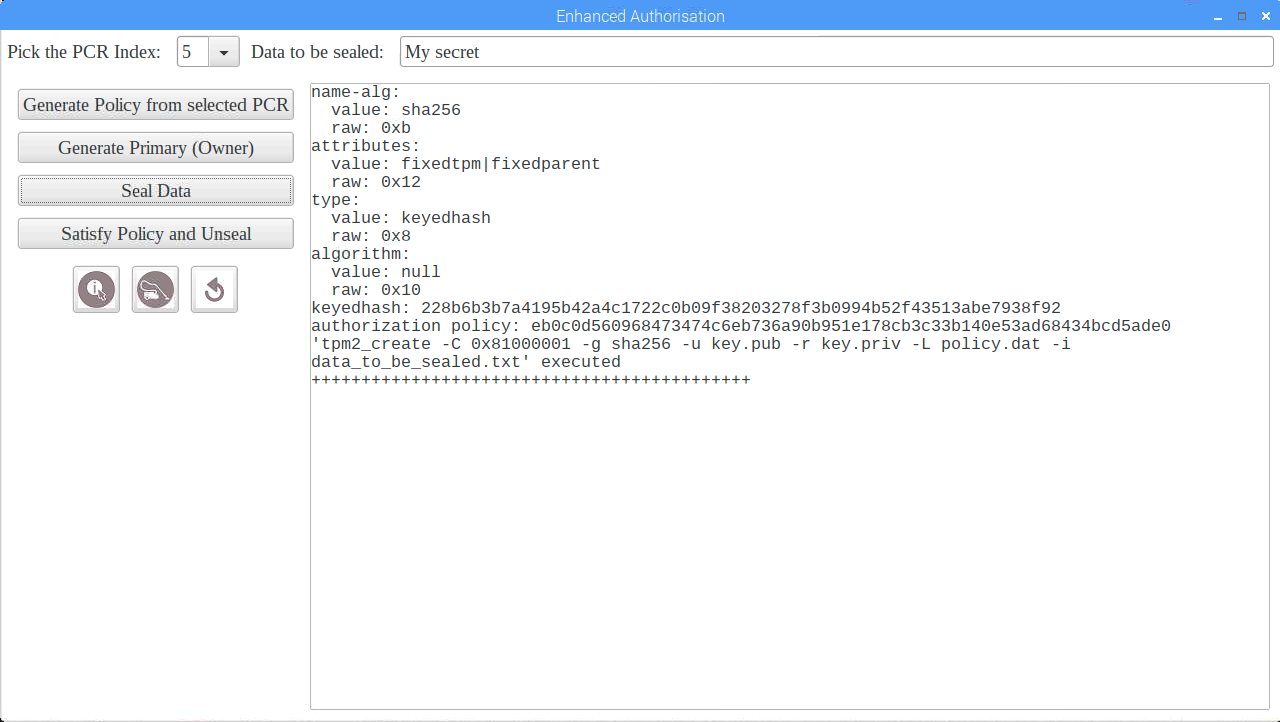 Enhanced Authorisation
Pick the PCR Index: 5 Data to be sealed: My secret
Generate Policy from selected PCR
Generate Primary (Owner)
Seal Data
Satisfy Policy and Unseal
name-alg:
  value: sha256
  raw: 0xb
attributes:
  value: fixedtpm|fixedparent
  raw: 0x12
type:
  value: keyedhash
  raw: 0x8
algorithm:
  value: null
  raw: 0x10
keyedhash: 228b6b3b7a4195b42a4c1722c0b09f38203278f3b0994b52f43513abe7938f92
authorization policy: eb0c0d560968473474c6eb736a90b951e178cb3c33b140e53ad68434bcd5ade0
'tpm2_create -C 0x81000001 -g sha256 -u key.pub -r key.priv -L policy.dat -i
data_to_be_sealed.txt' executed
++++++++++++++++++++++++++++++++++++++++++++